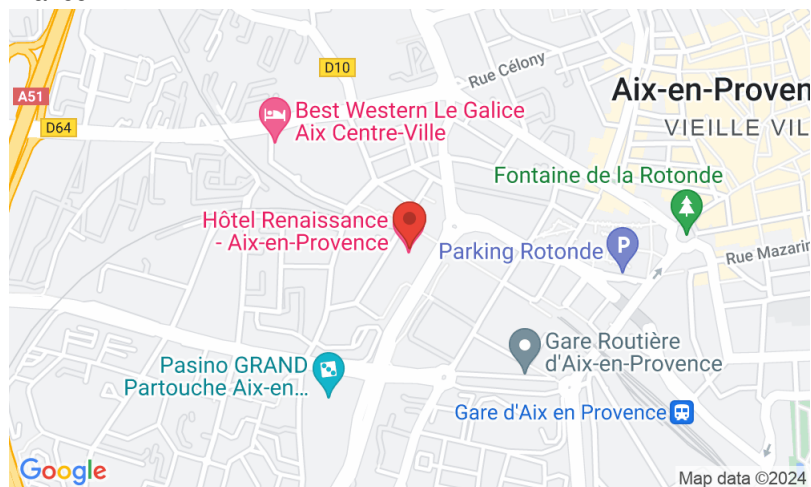 D10
Rue Célony
A51
Best Western Le Galice
Aix Centre-Ville
Aix-en-Proven
D64
VIEILLE VIL
Fontaine de la Rotonde
Hôtel Renaissance
- Aix-en-Provence
Parking Rotonde
P
Rue Mazarin
Gare Routière
d'Aix-en-Provence
Pasino GRAND
Partouche Aix-en...
Gare d'Aix en Provence
Google
Map data ©2024